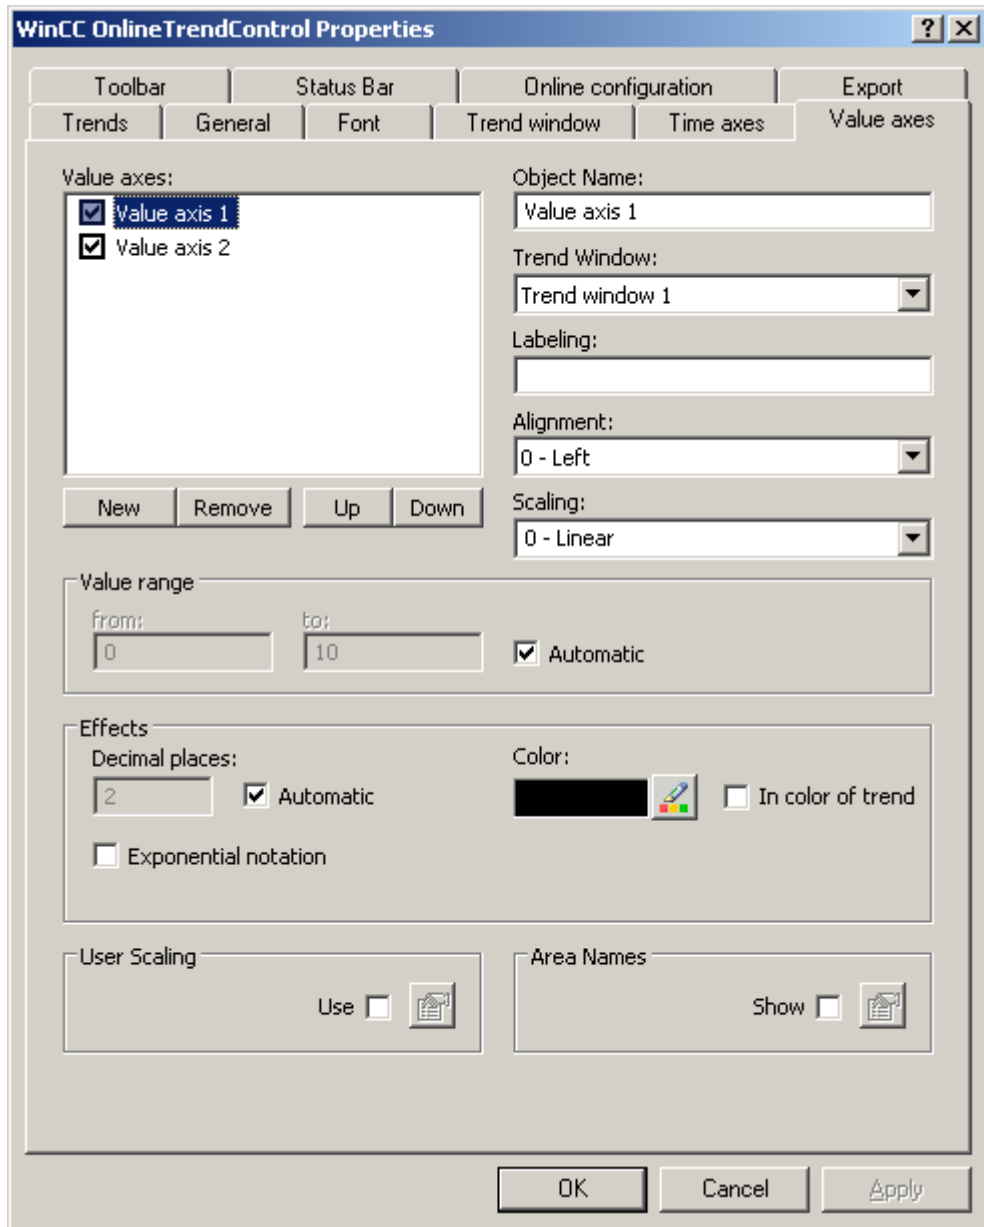 WinCC OnlineTrendControl Properties
Toolbar Status Bar Online configuration Export
Trends General Font Trend window Time axes Value axes
Value axes:
Value axis 1
Value axis 2
New Remove Up Down
Object Name:
Value axis 1
Trend Window:
Trend window 1
Labeling:
Alignment:
0 - Left
Scaling:
0 - Linear
Value range
from: to:
0 10 Automatic
Effects
Decimal places: Color:
2 Automatic In color of trend
Exponential notation
User Scaling Area Names
Use Show
OK Cancel Apply